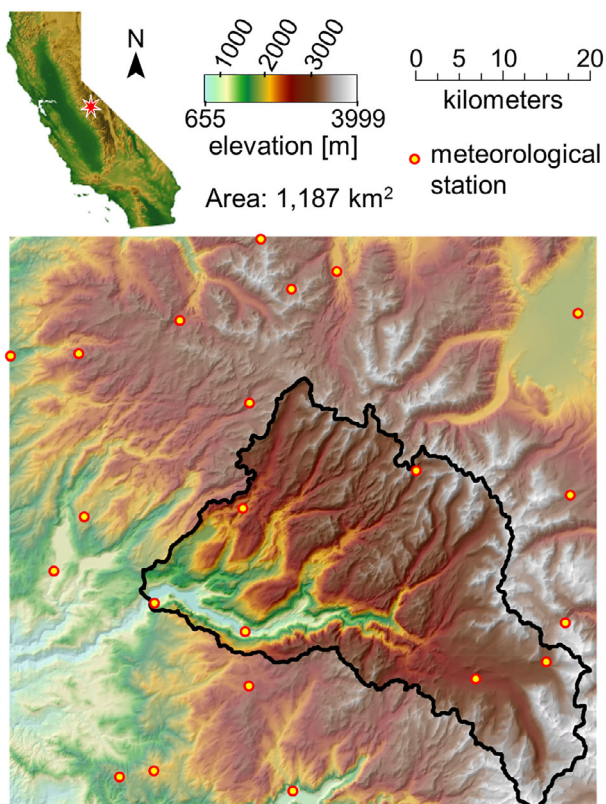 N
1000
2000
3000
655
3999
elevation [m]
Area: 1,187 km²
0 5 10 20
kilometers
meteorological
station